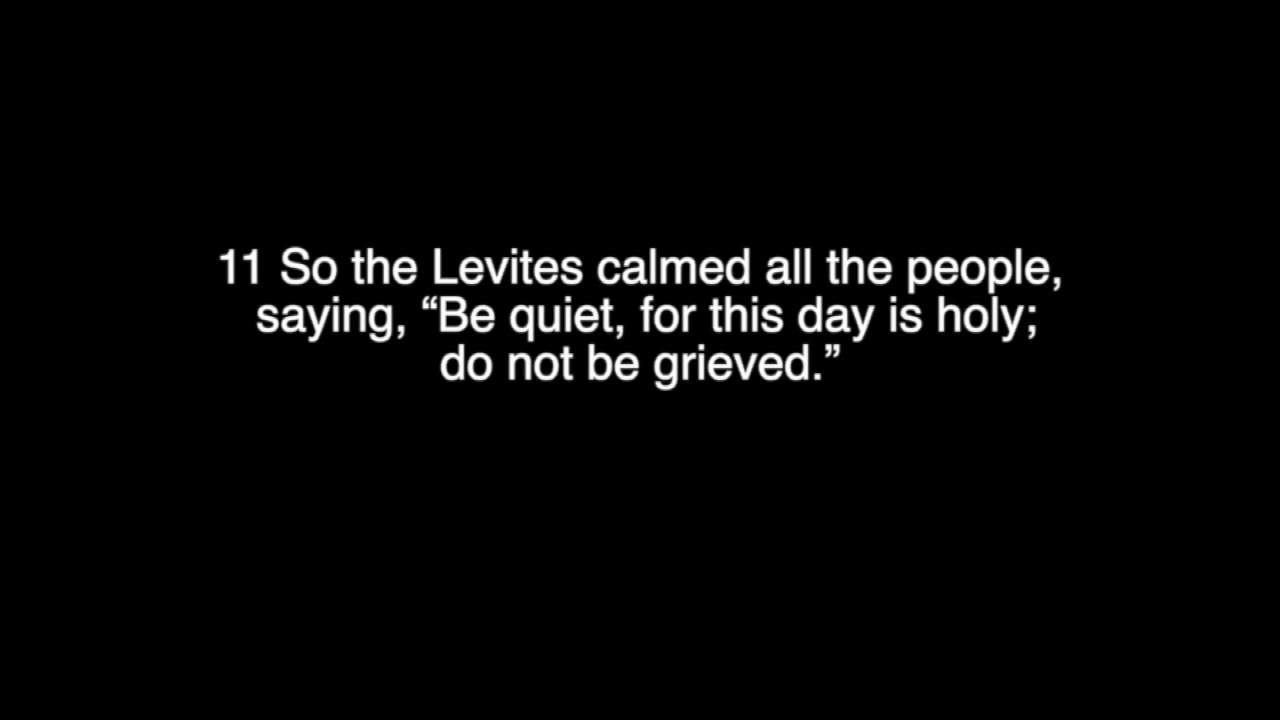 11 So the Levites calmed all the people,
saying, “Be quiet, for this day is holy;
do not be grieved.”